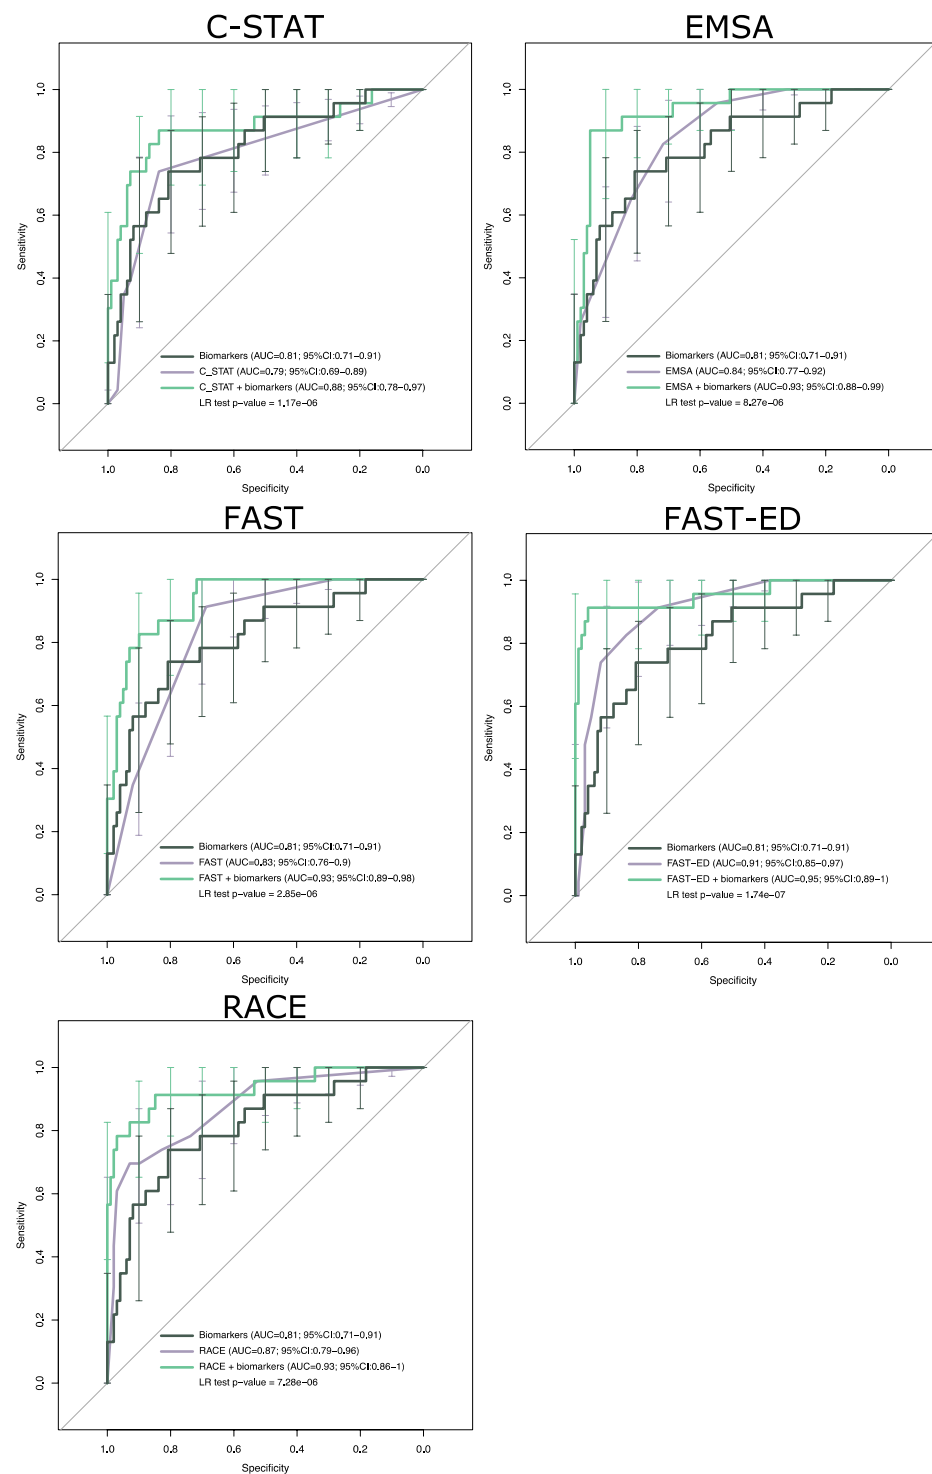 C-STAT
Sensitivity
1.0
0.8
0.6
0.4
0.2
0.0
Biomarkers (AUC=0.81; 95%CI:0.71–0.91)
C_STAT (AUC=0.79; 95%CI:0.69–0.89)
C_STAT + biomarkers (AUC=0.88; 95%CI:0.78–0.97)
LR test p-value = 1.17e-06
1.0 0.8 0.6 0.4 0.2 0.0
Specificity
EMSA
Sensitivity
1.0
0.8
0.6
0.4
0.2
0.0
Biomarkers (AUC=0.81; 95%CI:0.71–0.91)
EMSA (AUC=0.84; 95%CI:0.77–0.92)
EMSA + biomarkers (AUC=0.93; 95%CI:0.88–0.99)
LR test p-value = 8.27e-06
1.0 0.8 0.6 0.4 0.2 0.0
Specificity
FAST
Sensitivity
1.0
0.8
0.6
0.4
0.2
0.0
Biomarkers (AUC=0.81; 95%CI:0.71–0.91)
FAST (AUC=0.83; 95%CI:0.76–0.9)
FAST + biomarkers (AUC=0.93; 95%CI:0.89–0.98)
LR test p-value = 2.85e-06
1.0 0.8 0.6 0.4 0.2 0.0
Specificity
FAST-ED
Sensitivity
1.0
0.8
0.6
0.4
0.2
0.0
Biomarkers (AUC=0.81; 95%CI:0.71–0.91)
FAST-ED (AUC=0.91; 95%CI:0.85–0.97)
FAST-ED + biomarkers (AUC=0.95; 95%CI:0.89–1)
LR test p-value = 1.74e-07
1.0 0.8 0.6 0.4 0.2 0.0
Specificity
RACE
Sensitivity
1.0
0.8
0.6
0.4
0.2
0.0
Biomarkers (AUC=0.81; 95%CI:0.71–0.91)
RACE (AUC=0.87; 95%CI:0.79–0.96)
RACE + biomarkers (AUC=0.93; 95%CI:0.86–1)
LR test p-value = 7.28e-06
1.0 0.8 0.6 0.4 0.2 0.0
Specificity